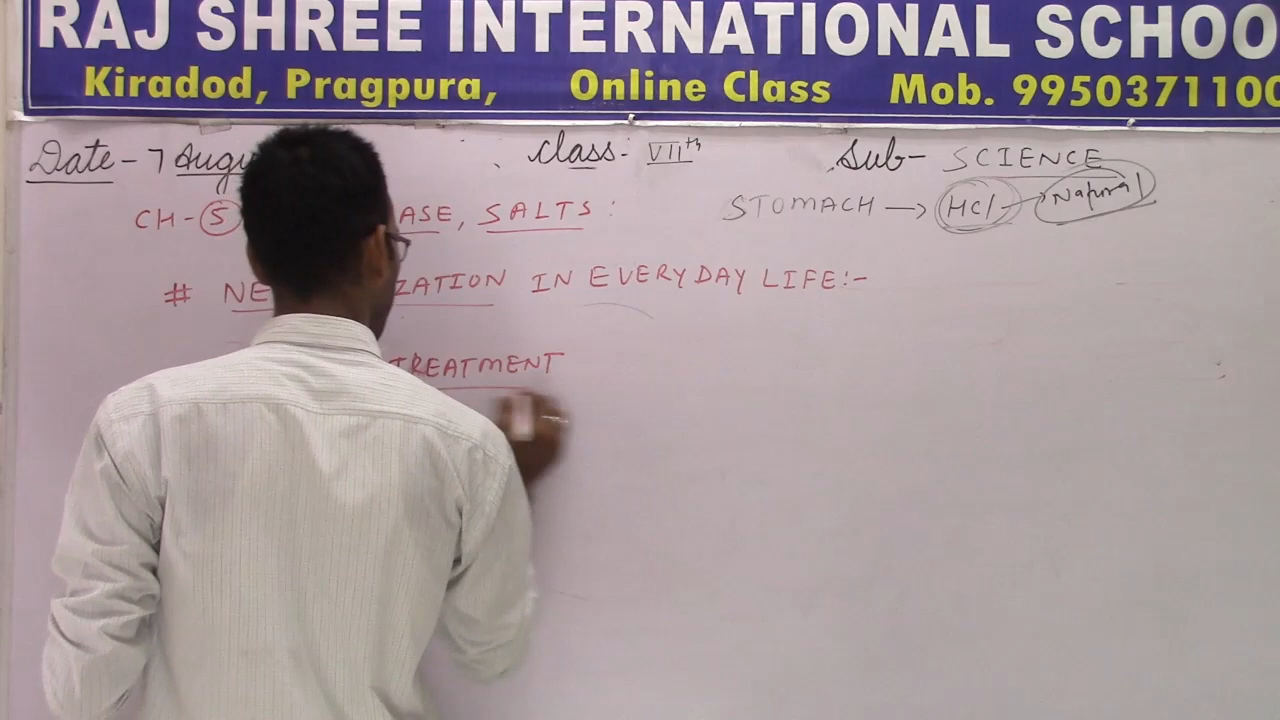 RAJ SHREE INTERNATIONAL SCHOO
Kiradod, Pragpura, Online Class Mob. 9950371100
Date - 7 Augu Class:- VIIth Sub- SCIENCE
CH- 5 ASE, SALTS : STOMACH → HCl → Natural
# NE IZATION IN EVERYDAY LIFE:-
TREATMENT